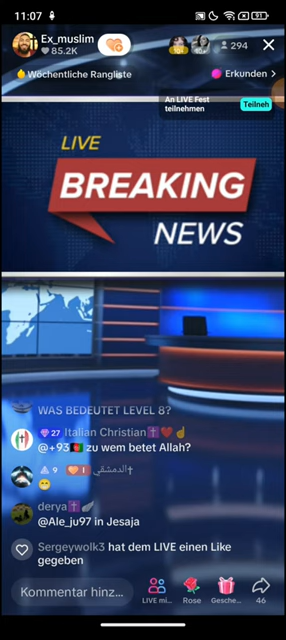 11:07
91
Ex_muslim
85.2K
294
Wöchentliche Rangliste
Erkunden >
An LIVE Fest
teilnehmen
Teilneh
LIVE
BREAKING
NEWS
WAS BEDEUTET LEVEL 8?
27 Italian Christian✝️❤️☝️
@+93🇦🇫 zu wem betet Allah?
9 الدمشقي✝
😁
derya✝️🪽
@Ale_ju97 in Jesaja
Sergeywolk3 hat dem LIVE einen Like
gegeben
Kommentar hinz...
LIVE mi...
Rose
Gesche...
46